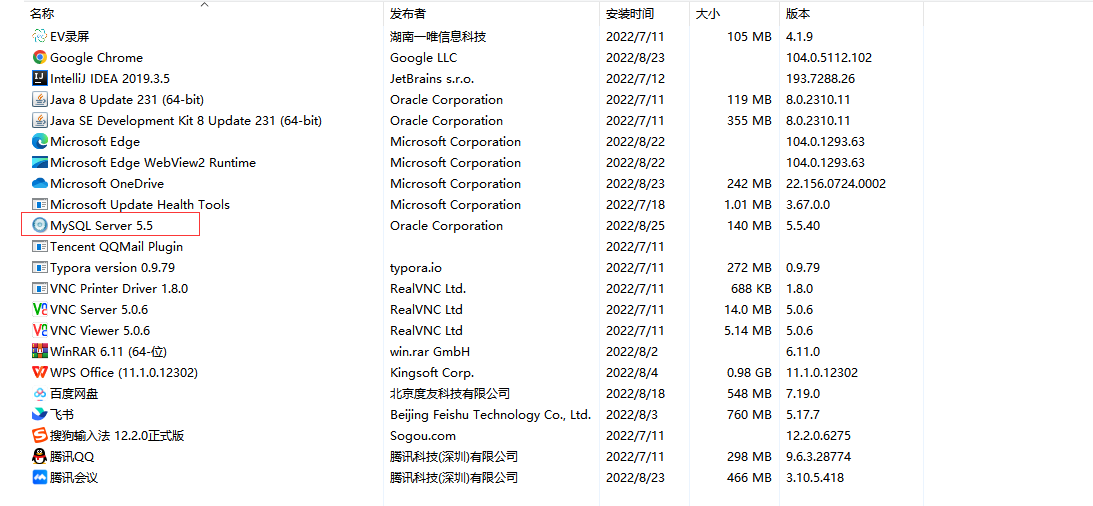 名称 发布者 安装时间 大小 版本
EV录屏 湖南一唯信息科技 2022/7/11 105 MB 4.1.9
Google Chrome Google LLC 2022/8/23 104.0.5112.102
IntelliJ IDEA 2019.3.5 JetBrains s.r.o. 2022/7/12 193.7288.26
Java 8 Update 231 (64-bit) Oracle Corporation 2022/7/11 119 MB 8.0.2310.11
Java SE Development Kit 8 Update 231 (64-bit) Oracle Corporation 2022/7/11 355 MB 8.0.2310.11
Microsoft Edge Microsoft Corporation 2022/8/22 104.0.1293.63
Microsoft Edge WebView2 Runtime Microsoft Corporation 2022/8/22 104.0.1293.63
Microsoft OneDrive Microsoft Corporation 2022/8/23 242 MB 22.156.0724.0002
Microsoft Update Health Tools Microsoft Corporation 2022/7/18 1.01 MB 3.67.0.0
MySQL Server 5.5 Oracle Corporation 2022/8/25 140 MB 5.5.40
Tencent QQMail Plugin 2022/7/11
Typora version 0.9.79 typora.io 2022/7/11 272 MB 0.9.79
VNC Printer Driver 1.8.0 RealVNC Ltd. 2022/7/11 688 KB 1.8.0
VNC Server 5.0.6 RealVNC Ltd 2022/7/11 14.0 MB 5.0.6
VNC Viewer 5.0.6 RealVNC Ltd 2022/7/11 5.14 MB 5.0.6
WinRAR 6.11 (64-位) win.rar GmbH 2022/8/2 6.11.0
WPS Office (11.1.0.12302) Kingsoft Corp. 2022/8/4 0.98 GB 11.1.0.12302
百度网盘 北京度友科技有限公司 2022/8/18 548 MB 7.19.0
飞书 Beijing Feishu Technology Co., Ltd. 2022/8/3 760 MB 5.17.7
搜狗输入法 12.2.0正式版 Sogou.com 2022/7/11 12.2.0.6275
腾讯QQ 腾讯科技(深圳)有限公司 2022/7/11 298 MB 9.6.3.28774
腾讯会议 腾讯科技(深圳)有限公司 2022/8/23 466 MB 3.10.5.418